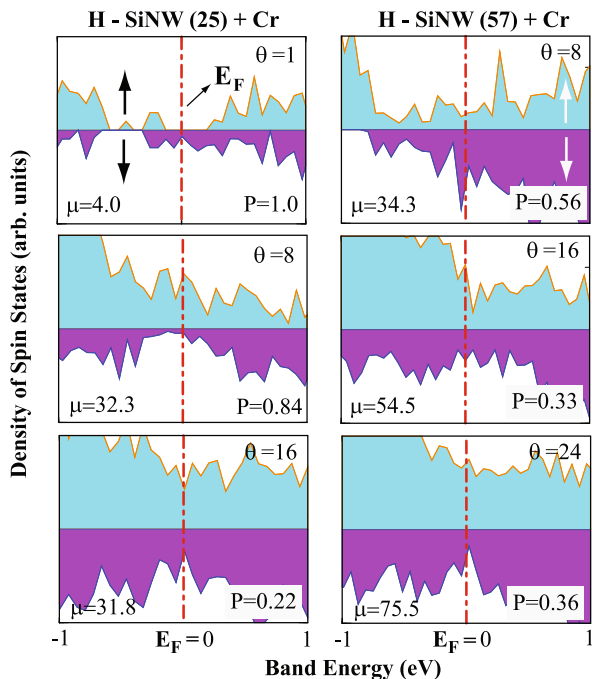 H - SiNW (25) + Cr
H - SiNW (57) + Cr
Density of Spin States (arb. units)
θ=1
E_F
μ=4.0
P=1.0
θ=8
μ=34.3
P=0.56
θ=8
μ=32.3
P=0.84
θ=16
μ=54.5
P=0.33
θ=16
μ=31.8
P=0.22
θ=24
μ=75.5
P=0.36
-1
E_F=0
1
-1
E_F=0
1
Band Energy (eV)